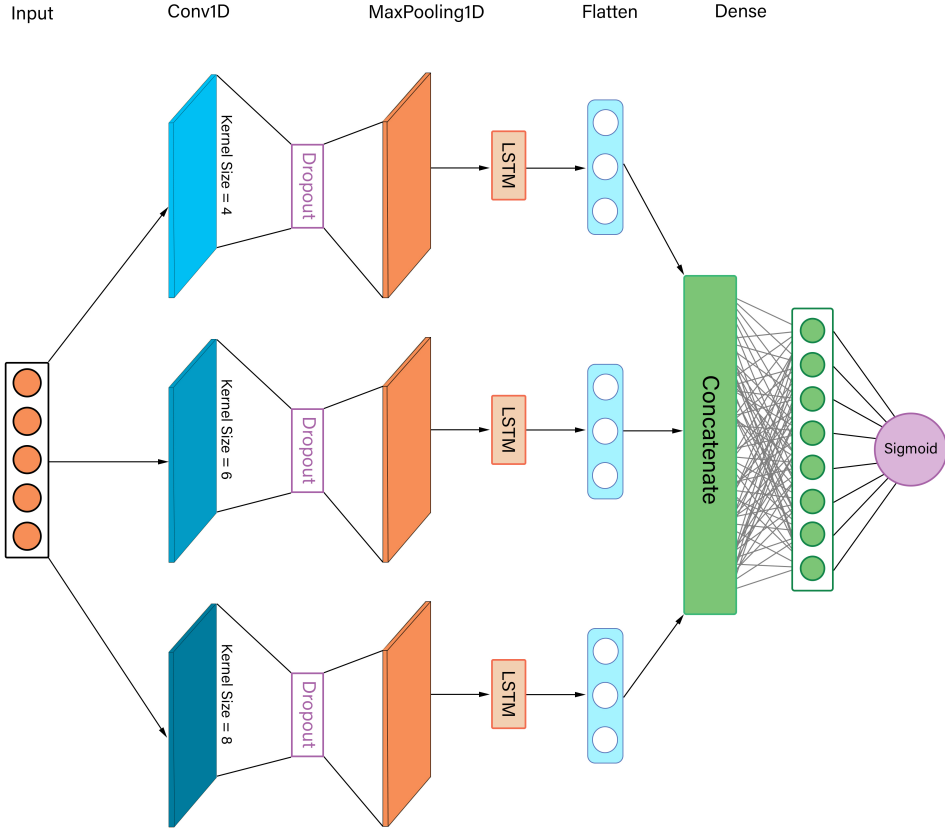 Input
Conv1D
MaxPooling1D
Flatten
Dense
Kernel Size = 4
Dropout
LSTM
Kernel Size = 6
Dropout
LSTM
Concatenate
Sigmoid
Kernel Size = 8
Dropout
LSTM